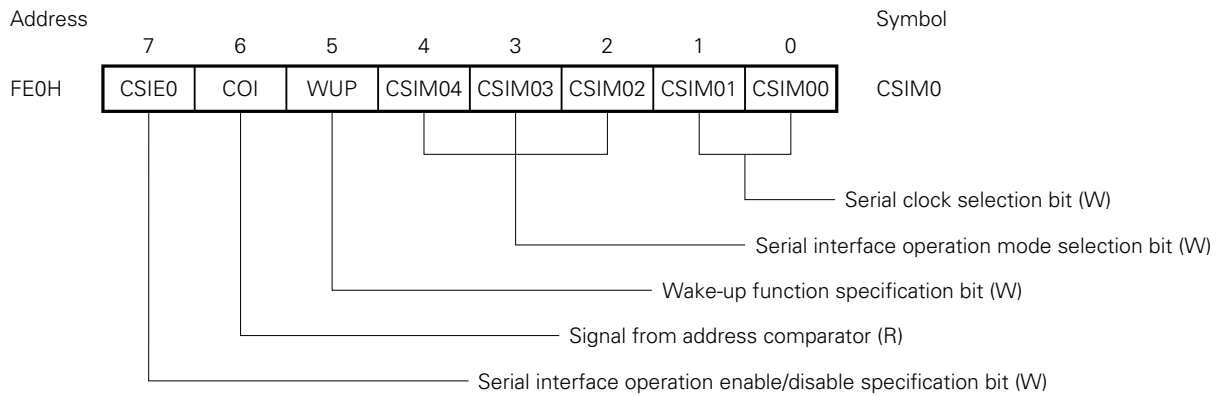 Address Symbol
7 6 5 4 3 2 1 0
FE0H CSIE0 COI WUP CSIM04 CSIM03 CSIM02 CSIM01 CSIM00 CSIM0
Serial clock selection bit (W)
Serial interface operation mode selection bit (W)
Wake-up function specification bit (W)
Signal from address comparator (R)
Serial interface operation enable/disable specification bit (W)